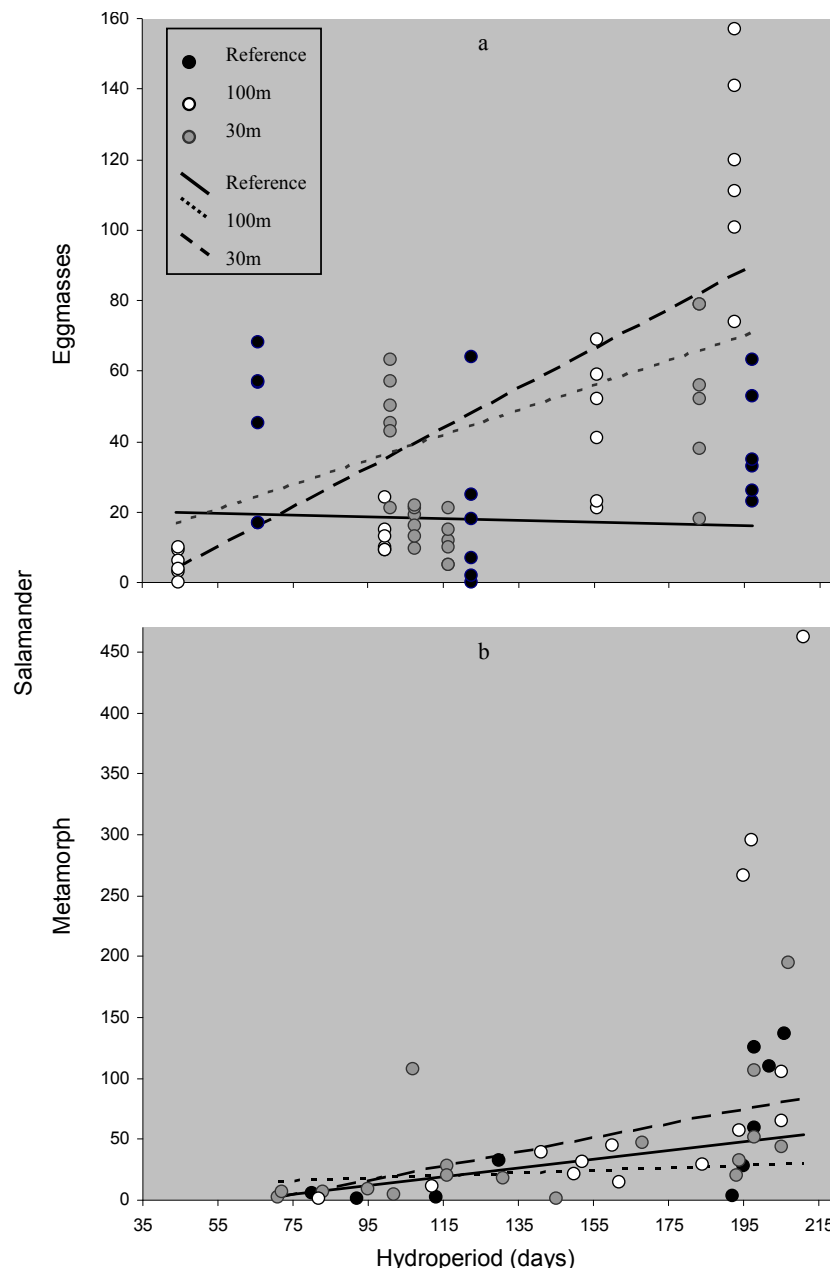 a
Reference
100m
30m
Reference
100m
30m
160
140
120
100
80
60
40
20
0
Eggmasses
Salamander
b
450
400
350
300
250
200
150
100
50
0
Metamorph
35 55 75 95 115 135 155 175 195 215
Hydroperiod (days)